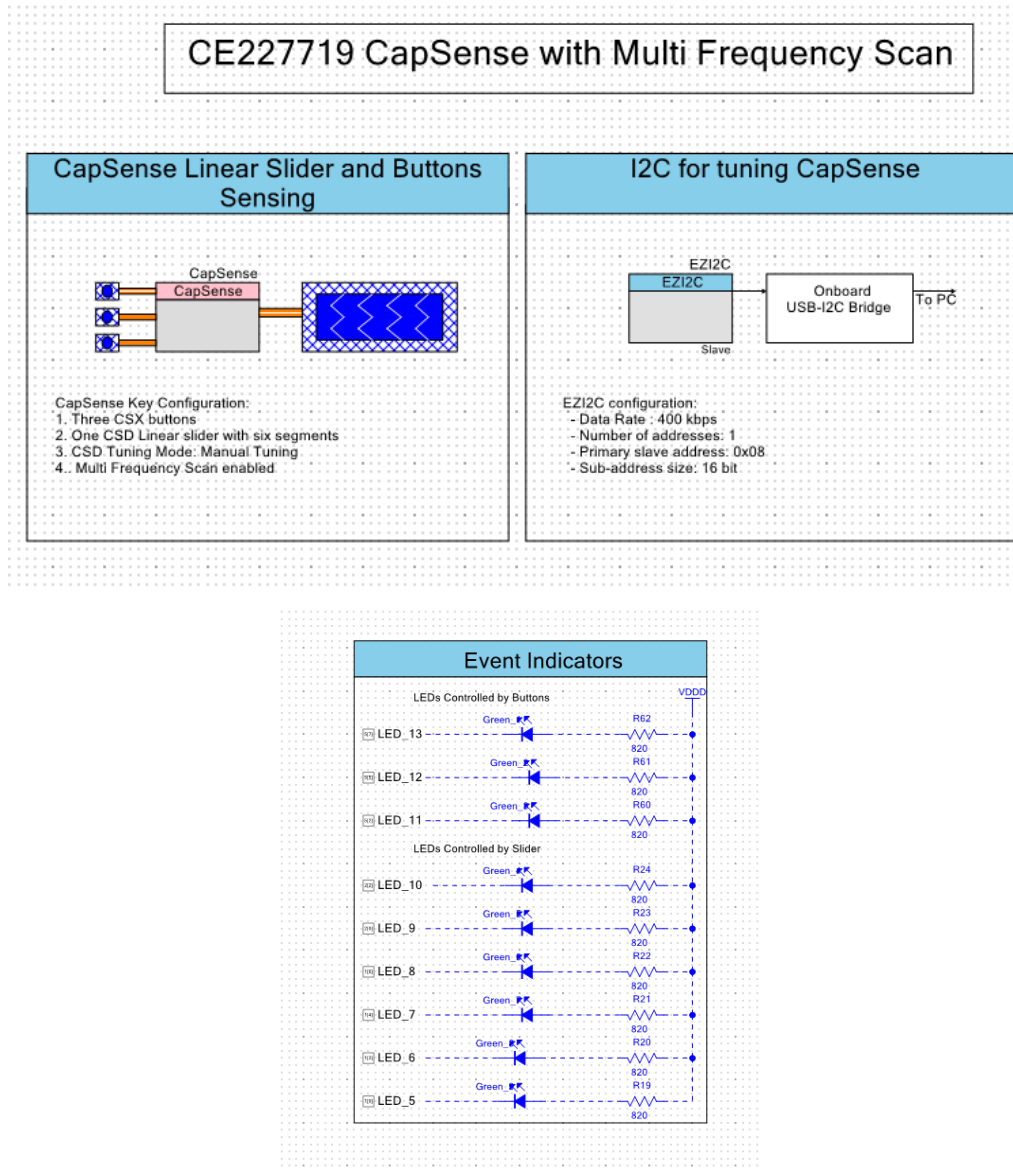 CE227719 CapSense with Multi Frequency Scan
CapSense Linear Slider and Buttons
Sensing
CapSense
CapSense
CapSense Key Configuration:
1. Three CSX buttons
2. One CSD Linear slider with six segments
3. CSD Tuning Mode: Manual Tuning
4.. Multi Frequency Scan enabled
I2C for tuning CapSense
EZI2C
EZI2C
Slave
Onboard
USB-I2C Bridge
To PC
EZI2C configuration:
- Data Rate : 400 kbps
- Number of addresses: 1
- Primary slave address: 0x08
- Sub-address size: 16 bit
Event Indicators
LEDs Controlled by Buttons
VDDD
LED_13 Green_ R62
820
LED_12 Green_ R61
820
LED_11 Green_ R60
820
LEDs Controlled by Slider
LED_10 Green_ R24
820
LED_9 Green_ R23
820
LED_8 Green_ R22
820
LED_7 Green_ R21
820
LED_6 Green_ R20
820
LED_5 Green_ R19
820